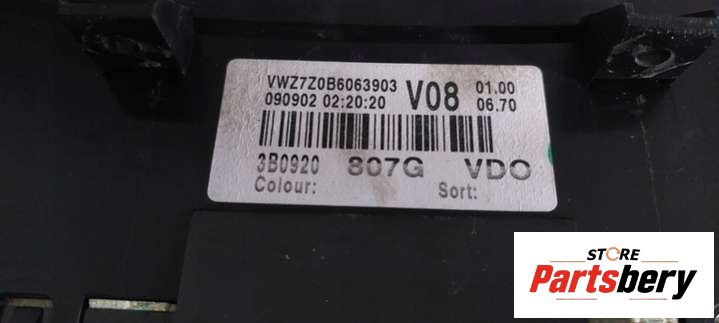 VWZ7Z0B6063903 V08 01.00
090902 02:20:20 06.70
3B0920 807G VDO
Colour: Sort:
STORE
Partsbery